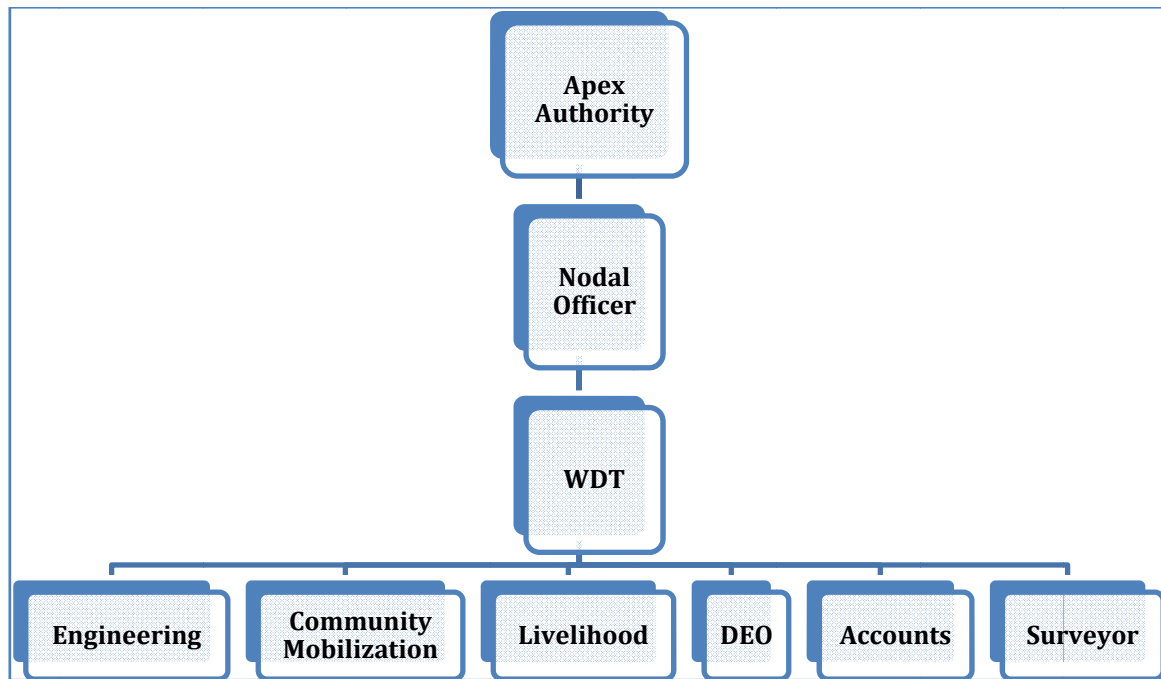 Apex
Authority
Nodal
Officer
WDT
Engineering
Community
Mobilization
Livelihood
DEO
Accounts
Surveyor